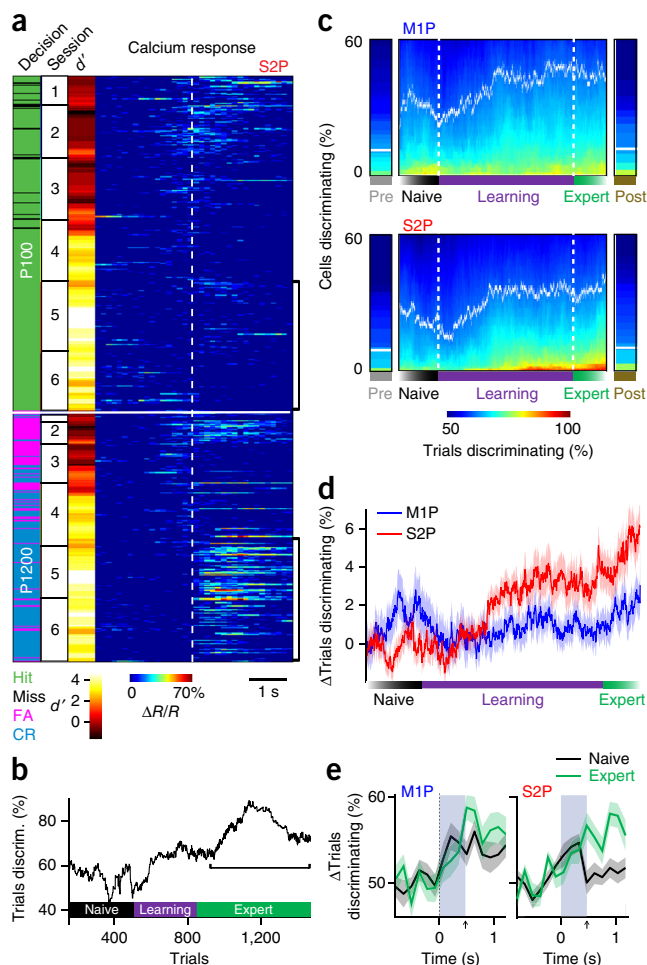 a
Decision
Session
d′
Calcium response
S2P
P100
1
2
3
4
5
6
P1200
2
3
4
5
6
Hit
Miss
FA
CR
d′
4
2
0
0
70%
ΔR/R
1 s
b
Trials discrim. (%)
80
60
40
Naive
Learning
Expert
400
800
1,200
Trials
c
M1P
60
0
Pre
Naive
Learning
Expert
Post
S2P
60
0
Pre
Naive
Learning
Expert
Post
Cells discriminating (%)
50
100
Trials discriminating (%)
d
M1P
S2P
ΔTrials discriminating (%)
6
4
2
0
Naive
Learning
Expert
e
Naive
Expert
M1P
S2P
ΔTrials
discriminating (%)
60
50
0
1
Time (s)
0
1
Time (s)